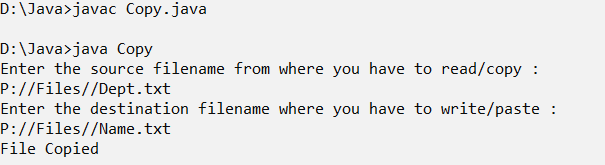 D:\Java>javac Copy.java
D:\Java>java Copy
Enter the source filename from where you have to read/copy :
P://Files//Dept.txt
Enter the destination filename where you have to write/paste :
P://Files//Name.txt
File Copied